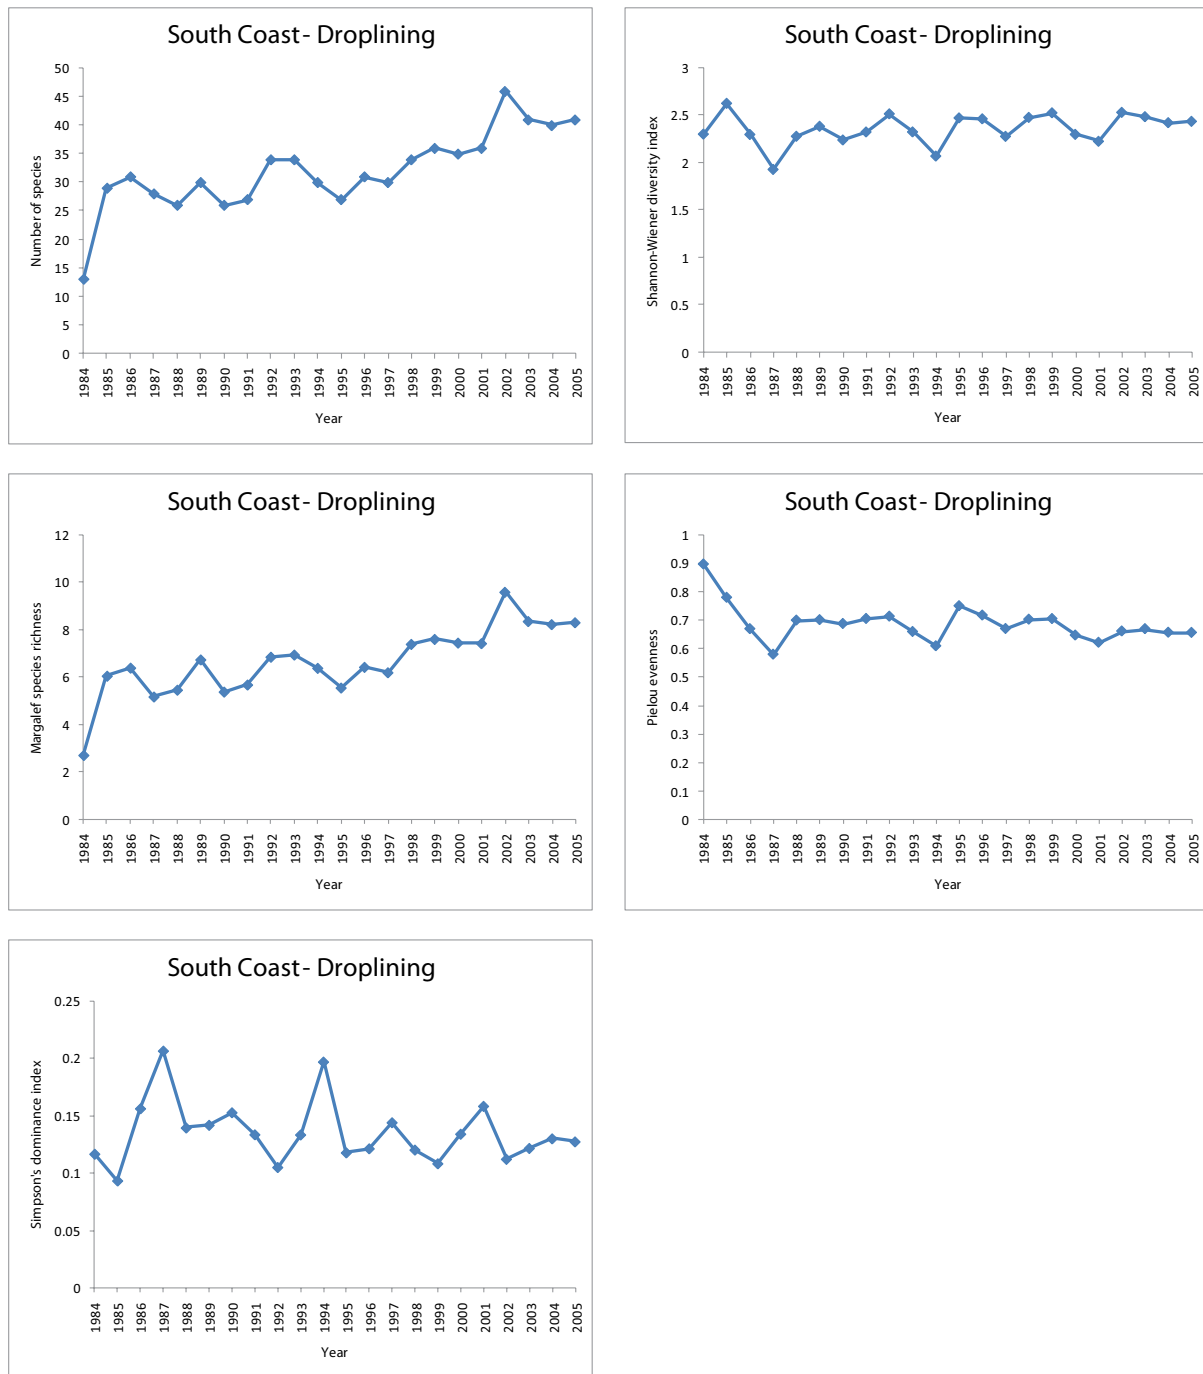 South Coast - Droplining
50
45
40
35
30
25
20
15
10
5
0
Number of species
1984 1985 1986 1987 1988 1989 1990 1991 1992 1993 1994 1995 1996 1997 1998 1999 2000 2001 2002 2003 2004 2005
Year
South Coast - Droplining
3
2.5
2
1.5
1
0.5
0
Shannon-Wiener diversity index
1984 1985 1986 1987 1988 1989 1990 1991 1992 1993 1994 1995 1996 1997 1998 1999 2000 2001 2002 2003 2004 2005
Year
South Coast - Droplining
12
10
8
6
4
2
0
Margalef species richness
1984 1985 1986 1987 1988 1989 1990 1991 1992 1993 1994 1995 1996 1997 1998 1999 2000 2001 2002 2003 2004 2005
Year
South Coast - Droplining
1
0.9
0.8
0.7
0.6
0.5
0.4
0.3
0.2
0.1
0
Pielou evenness
1984 1985 1986 1987 1988 1989 1990 1991 1992 1993 1994 1995 1996 1997 1998 1999 2000 2001 2002 2003 2004 2005
Year
South Coast - Droplining
0.25
0.2
0.15
0.1
0.05
0
Simpson's dominance index
1984 1985 1986 1987 1988 1989 1990 1991 1992 1993 1994 1995 1996 1997 1998 1999 2000 2001 2002 2003 2004 2005
Year